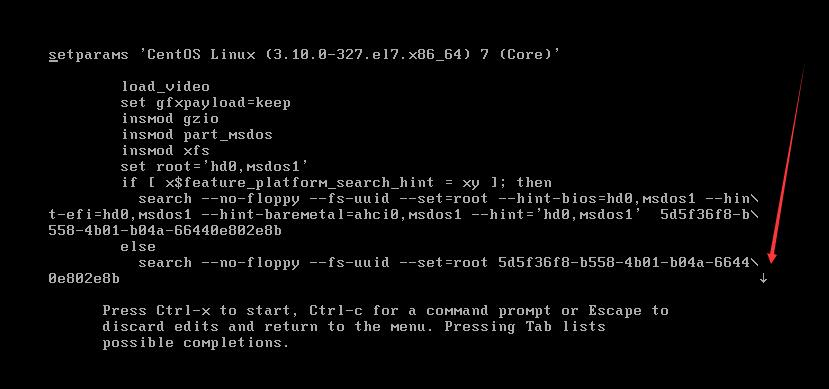 setparams 'CentOS Linux (3.10.0-327.el7.x86_64) 7 (Core)'
load_video
set gfxpayload=keep
insmod gzio
insmod part_msdos
insmod xfs
set root='hd0,msdos1'
if [ x$feature_platform_search_hint = xy ]; then
search --no-floppy --fs-uuid --set=root --hint-bios=hd0,msdos1 --hin\
t-efi=hd0,msdos1 --hint-baremetal=ahci0,msdos1 --hint='hd0,msdos1'  5d5f36f8-b\
558-4b01-b04a-66440e802e8b
else
search --no-floppy --fs-uuid --set=root 5d5f36f8-b558-4b01-b04a-6644\
0e802e8b ↓
Press Ctrl-x to start, Ctrl-c for a command prompt or Escape to
discard edits and return to the menu. Pressing Tab lists
possible completions.